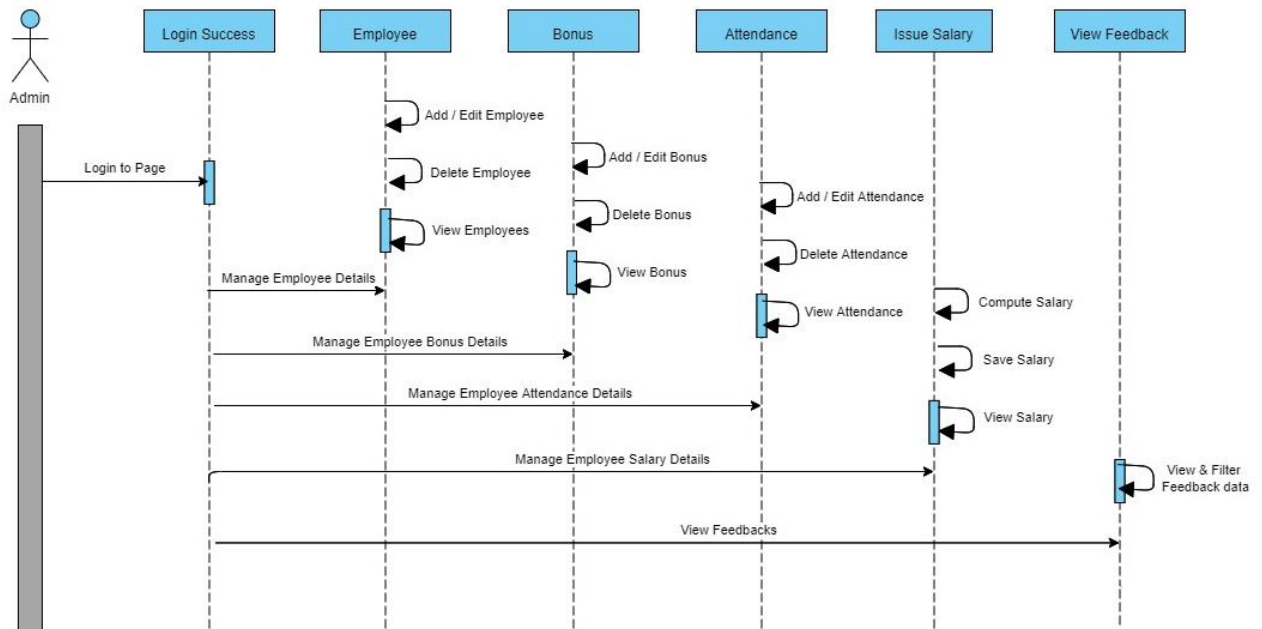 Login Success
Employee
Bonus
Attendance
Issue Salary
View Feedback
Admin
Add / Edit Employee
Add / Edit Bonus
Login to Page
Delete Employee
Add / Edit Attendance
Delete Bonus
View Employees
Delete Attendance
View Bonus
Manage Employee Details
Compute Salary
View Attendance
Manage Employee Bonus Details
Save Salary
Manage Employee Attendance Details
View Salary
Manage Employee Salary Details
View & Filter
Feedback data
View Feedbacks